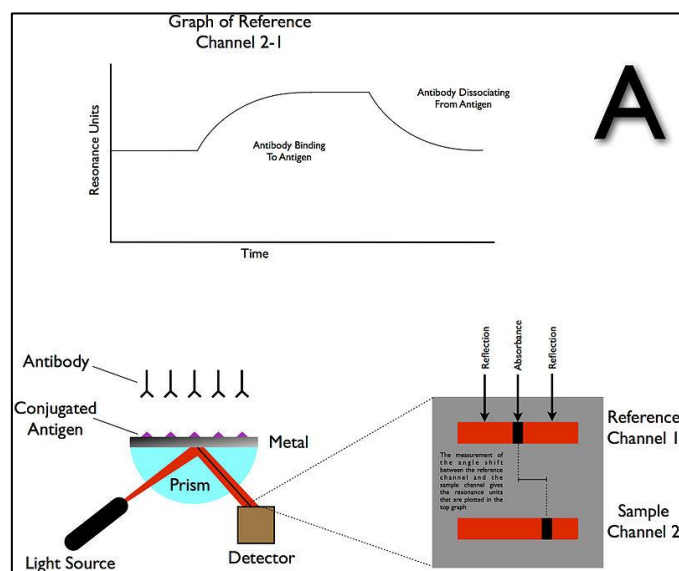 Graph of Reference
Channel 2-1
A
Resonance Units
Antibody Dissociating
From Antigen
Antibody Binding
To Antigen
Time
Antibody
Conjugated
Antigen
Metal
Prism
Light Source
Detector
Reflection
Absorbance
Reflection
Reference
Channel 1
The measurement of
the angle shift
between the reference
channel and the
sample channel gives
the resonance units
that are plotted in the
top graph
Sample
Channel 2